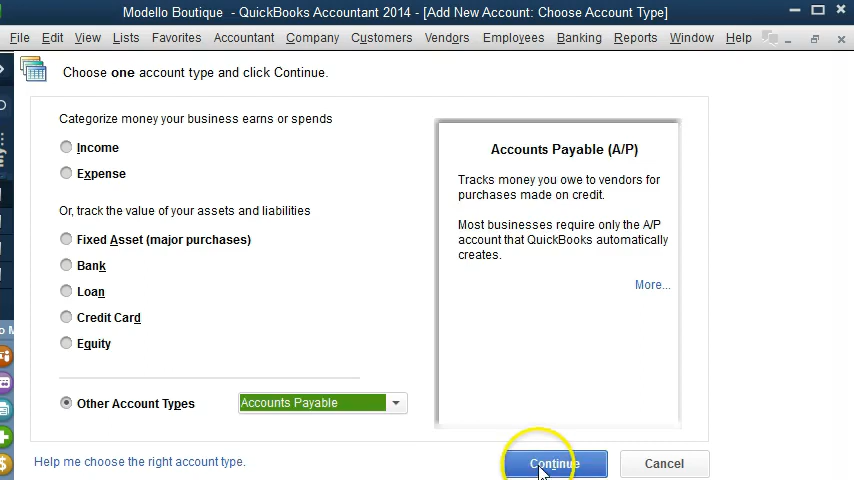 Modello Boutique - QuickBooks Accountant 2014 - [Add New Account: Choose Account Type]
File Edit View Lists Favorites Accountant Company Customers Vendors Employees Banking Reports Window Help
Choose one account type and click Continue.
Categorize money your business earns or spends
Income
Expense
Or, track the value of your assets and liabilities
Fixed Asset (major purchases)
Bank
Loan
Credit Card
Equity
Other Account Types
Accounts Payable
Accounts Payable (A/P)
Tracks money you owe to vendors for
purchases made on credit.
Most businesses require only the A/P
account that QuickBooks automatically
creates.
More...
Help me choose the right account type.
Continue
Cancel